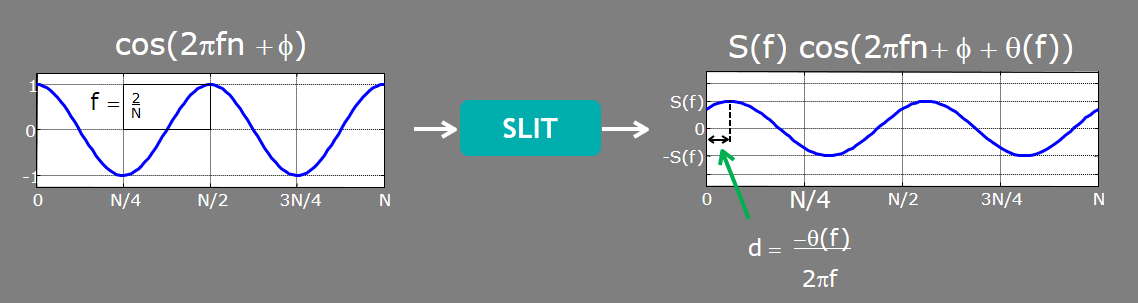 cos(2πfn + ϕ)
1
0
-1
f = 2/N
0 N/4 N/2 3N/4 N
SLIT
S(f) cos(2πfn+ ϕ + θ(f))
S(f)
0
-S(f)
0 N/4 N/2 3N/4 N
d = −θ(f)
2πf